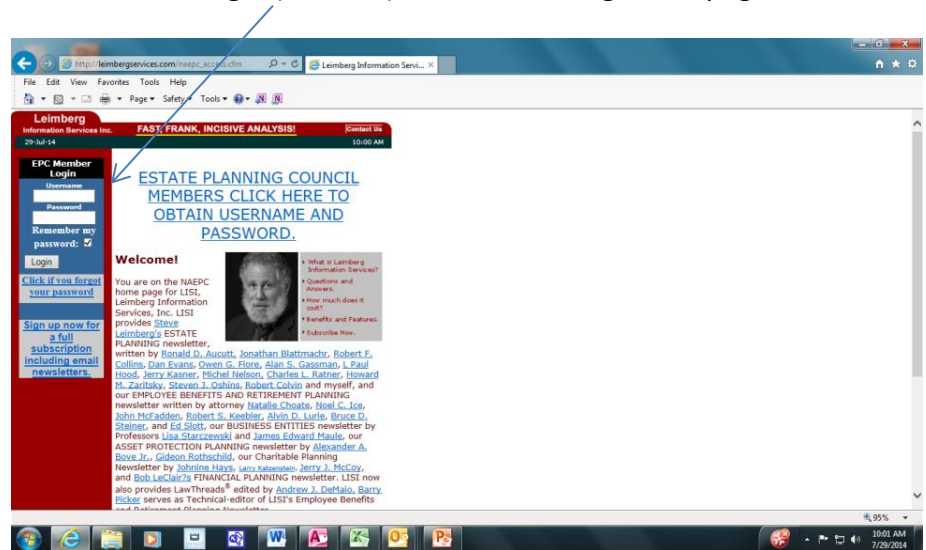 http://leimbergservices.com/naepc_access.cfm
Leimberg Information Servi...
File Edit View Favorites Tools Help
Page Safety Tools
Leimberg
Information Services Inc.
FAST, FRANK, INCISIVE ANALYSIS!
Contact Us
29-Jul-14
10:00 AM
EPC Member
Login
Username
Password
Remember my
password:
Login
Click if you forgot
your password
Sign up now for
a full
subscription
including email
newsletters.
ESTATE PLANNING COUNCIL
MEMBERS CLICK HERE TO
OBTAIN USERNAME AND
PASSWORD.
Welcome!
What is Leimberg
Information Services?
Questions and
Answers.
How much does it
cost?
Benefits and Features.
Subscribe Now.
You are on the NAEPC
home page for LISI,
Leimberg Information
Services, Inc. LISI
provides Steve
Leimberg's ESTATE
PLANNING newsletter,
written by Ronald D. Aucutt, Jonathan Blattmachr, Robert F.
Collins, Dan Evans, Owen G. Fiore, Alan S. Gassman, L Paul
Hood, Jerry Kasner, Michel Nelson, Charles L. Ratner, Howard
M. Zaritsky, Steven J. Oshins, Robert Colvin and myself, and
our EMPLOYEE BENEFITS AND RETIREMENT PLANNING
newsletter written by attorney Natalie Choate, Noel C. Ice,
John McFadden, Robert S. Keebler, Alvin D. Lurie, Bruce D.
Steiner, and Ed Slott, our BUSINESS ENTITIES newsletter by
Professors Lisa Starczewski and James Edward Maule, our
ASSET PROTECTION PLANNING newsletter by Alexander A.
Bove Jr., Gideon Rothschild, our Charitable Planning
Newsletter by Johnine Hays, Larry Katzenstein, Jerry J. McCoy,
and Bob LeClair?s FINANCIAL PLANNING newsletter. LISI now
also provides LawThreads® edited by Andrew J. DeMaio, Barry
Picker serves as Technical-editor of LISI's Employee Benefits
and Retirement Planning Newsletter
95%
10:01 AM
7/29/2014